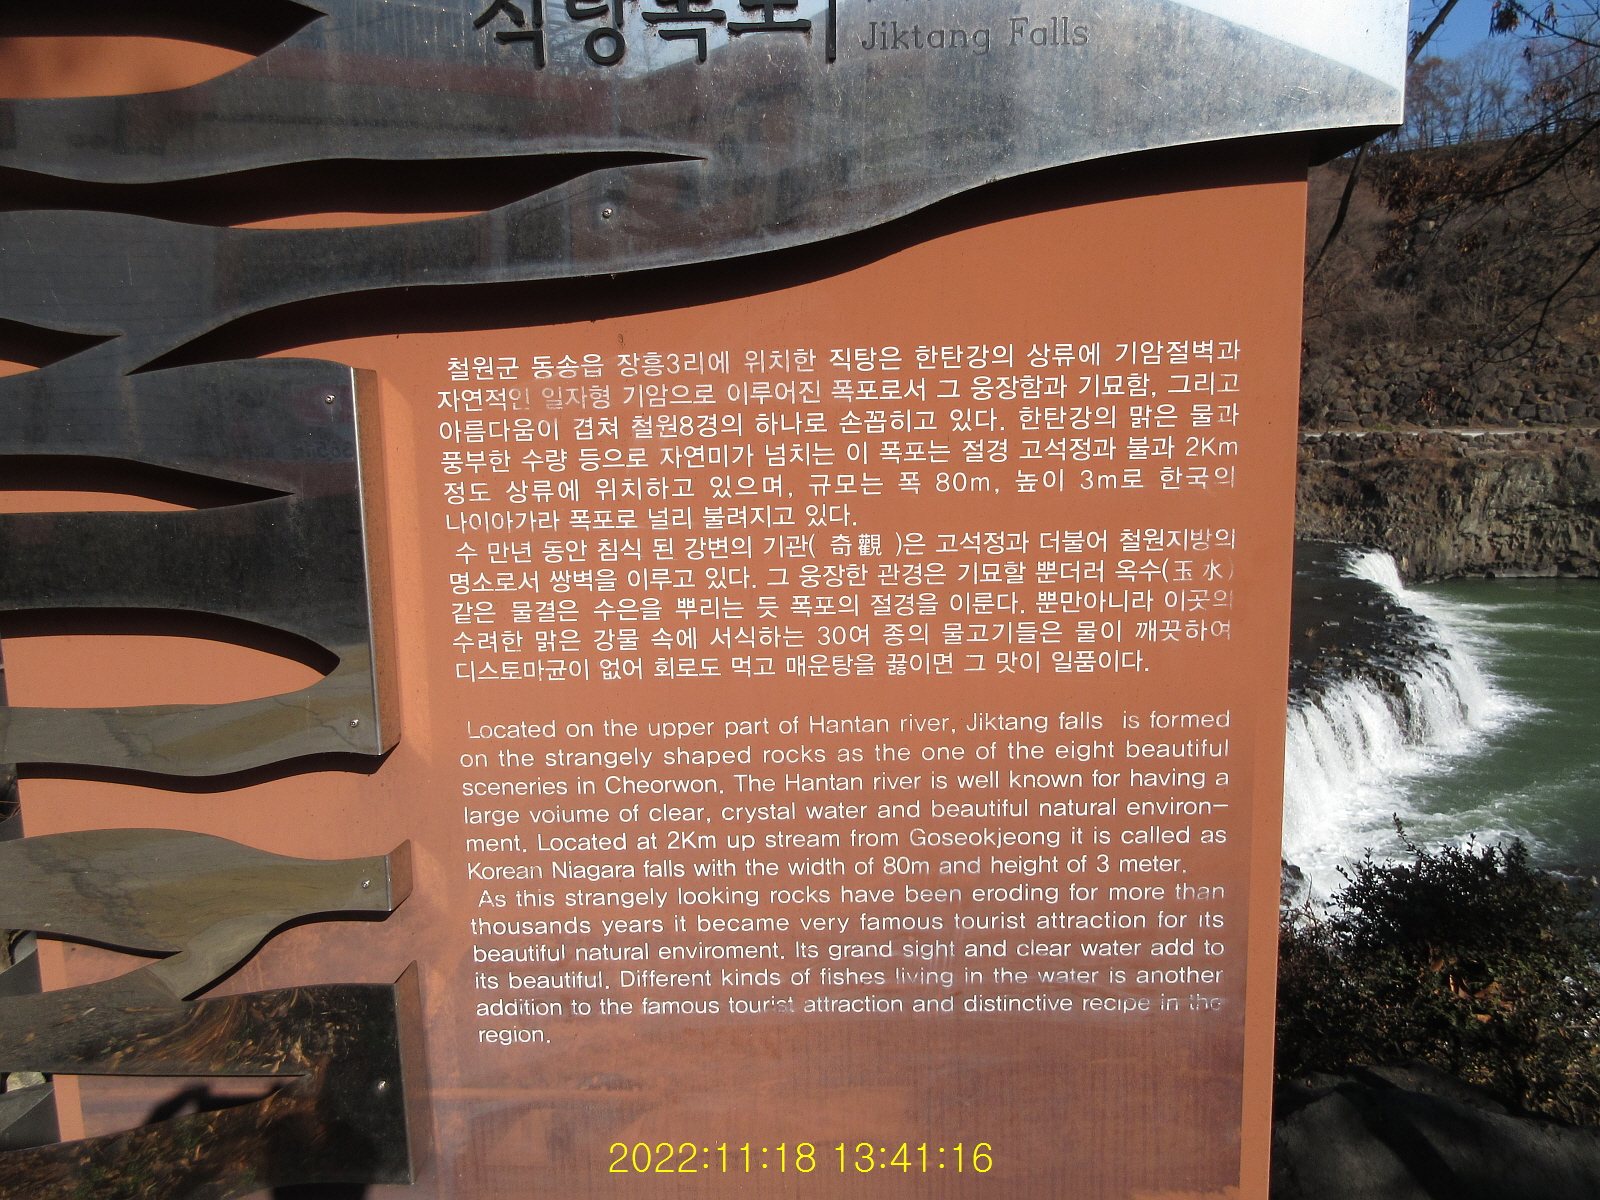 직탕폭포
Jiktang Falls
철원군 동송읍 장흥3리에 위치한 직탕은 한탄강의 상류에 기암절벽과
자연적인 일자형 기암으로 이루어진 폭포로서 그 웅장함과 기묘함, 그리고
아름다움이 겹쳐 철원8경의 하나로 손꼽히고 있다. 한탄강의 맑은 물과
풍부한 수량 등으로 자연미가 넘치는 이 폭포는 절경 고석정과 불과 2Km
정도 상류에 위치하고 있으며, 규모는 폭 80m, 높이 3m로 한국의
나이아가라 폭포로 널리 불려지고 있다.
수 만년 동안 침식 된 강변의 기관( 奇觀 )은 고석정과 더불어 철원지방의
명소로서 쌍벽을 이루고 있다. 그 웅장한 관경은 기묘할 뿐더러 옥수(玉 水)
같은 물결은 수은을 뿌리는 듯 폭포의 절경을 이룬다. 뿐만아니라 이곳의
수려한 맑은 강물 속에 서식하는 30여 종의 물고기들은 물이 깨끗하여
디스토마균이 없어 회로도 먹고 매운탕을 끓이면 그 맛이 일품이다.
Located on the upper part of Hantan river, Jiktang falls is formed
on the strangely shaped rocks as the one of the eight beautiful
sceneries in Cheorwon. The Hantan river is well known for having a
large voiume of clear, crystal water and beautiful natural environ-
ment. Located at 2Km up stream from Goseokjeong it is called as
Korean Niagara falls with the width of 80m and height of 3 meter.
As this strangely looking rocks have been eroding for more than
thousands years it became very famous tourist attraction for its
beautiful natural enviroment. Its grand sight and clear water add to
its beautiful. Different kinds of fishes living in the water is another
addition to the famous tourist attraction and distinctive recipe in the
region.
2022:11:18 13:41:16